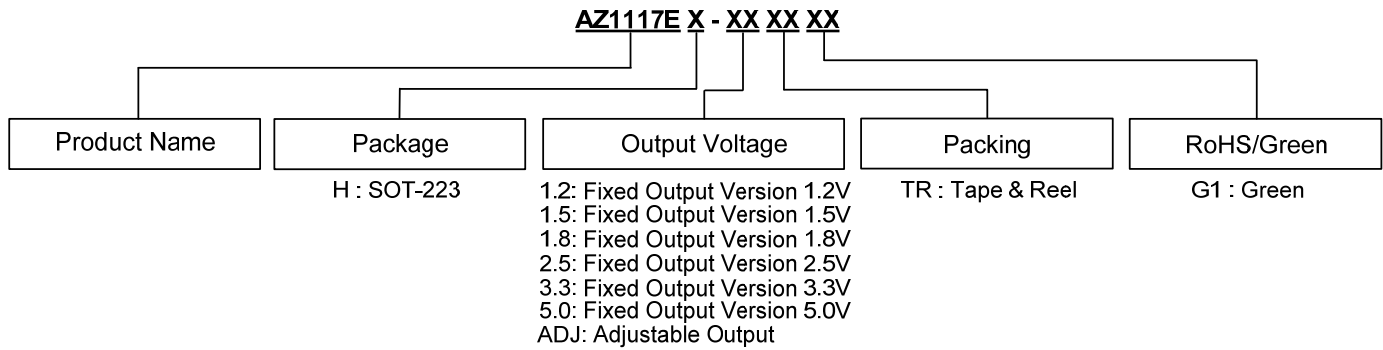 AZ1117E X - XX XX XX
Product Name
Package
Output Voltage
Packing
RoHS/Green
H : SOT-223
1.2: Fixed Output Version 1.2V
1.5: Fixed Output Version 1.5V
1.8: Fixed Output Version 1.8V
2.5: Fixed Output Version 2.5V
3.3: Fixed Output Version 3.3V
5.0: Fixed Output Version 5.0V
ADJ: Adjustable Output
TR : Tape & Reel
G1 : Green